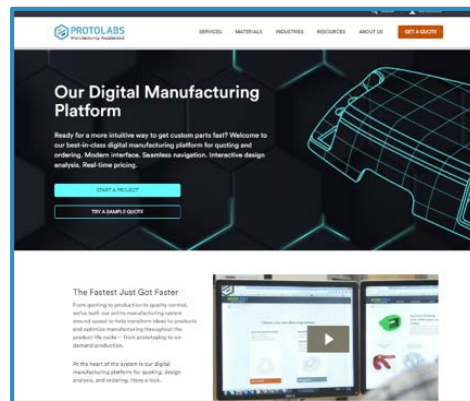 PROTOLABS
Manufacturing. Accelerated.
SERVICES MATERIALS INDUSTRIES RESOURCES ABOUT US GET A QUOTE
Our Digital Manufacturing
Platform
Ready for a more intuitive way to get custom parts fast? Welcome to
our best-in-class digital manufacturing platform for quoting and
ordering. Modern interface. Seamless navigation. Interactive design
analysis. Real-time pricing.
START A PROJECT
TRY A SAMPLE QUOTE
The Fastest Just Got Faster
From quoting to production to quality control,
we've built our entire manufacturing system
around speed to help transform ideas to products
and optimize manufacturing throughout the
product life cycle— from prototyping to on-
demand production.
At the heart of the system is our digital
manufacturing platform for quoting, design
analysis, and ordering. Have a look.